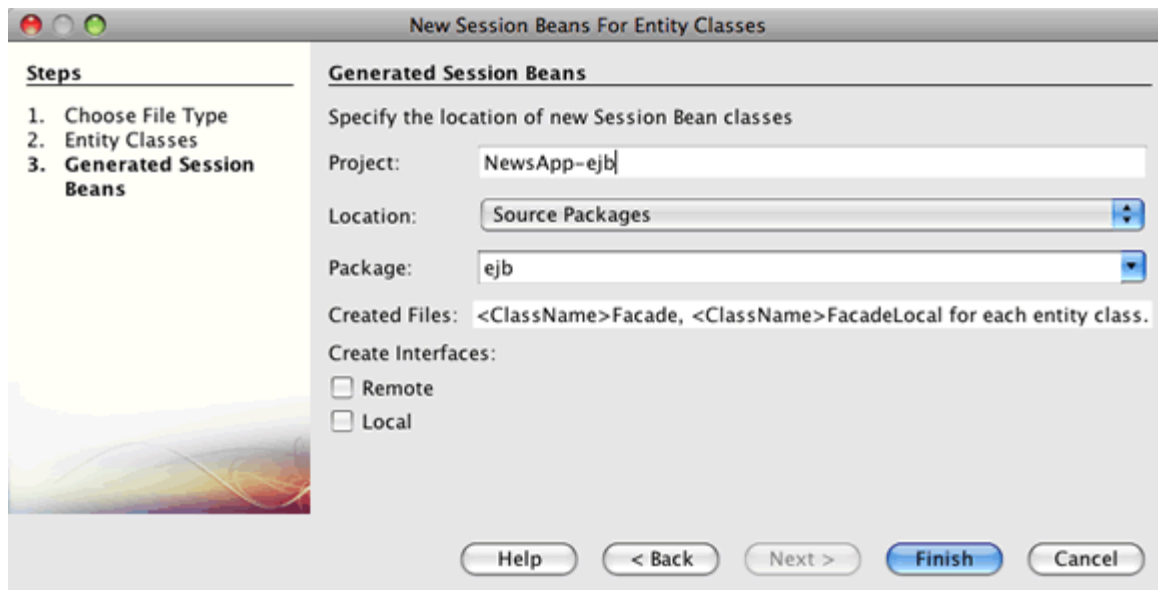 New Session Beans For Entity Classes
Steps
1. Choose File Type
2. Entity Classes
3. Generated Session
Beans
Generated Session Beans
Specify the location of new Session Bean classes
Project: NewsApp-ejb
Location: Source Packages
Package: ejb
Created Files: <ClassName>Facade, <ClassName>FacadeLocal for each entity class.
Create Interfaces:
Remote
Local
Help < Back Next > Finish Cancel